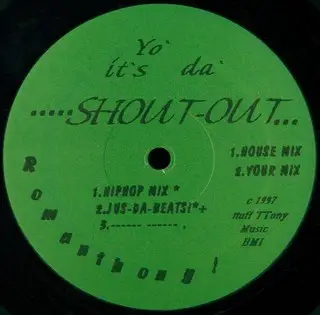 Yo`
it`s da`
.....SHOUT-OUT...
1.HOUSE MIX
2.YOUR MIX
1.HIPHOP MIX *
2.JUS-DA-BEATS!*+
3.------ ------ .
c 1997
Ruff TTony
Music
BMI
Romanthony!